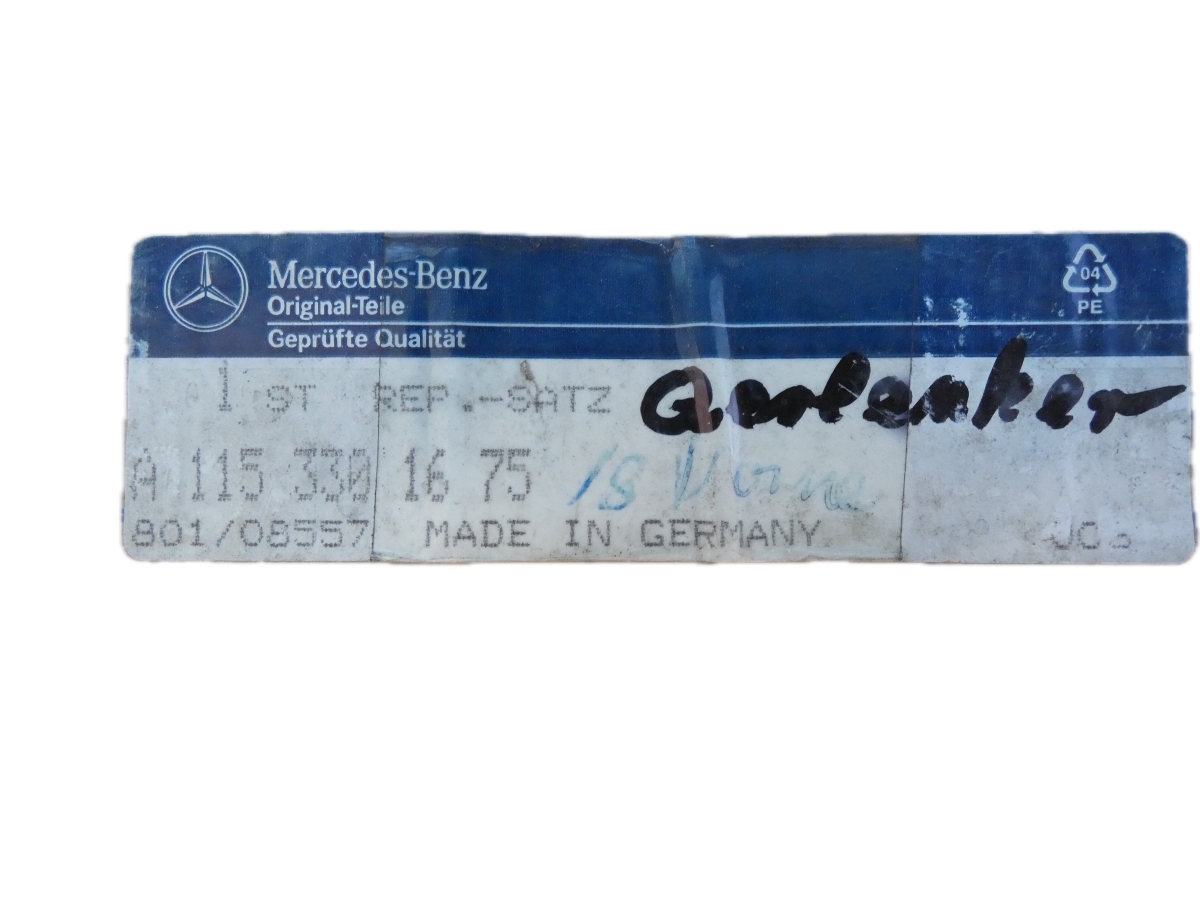 Mercedes-Benz
Original-Teile
Geprüfte Qualität
04
PE
1 ST REP.-SATZ Querlenker
A 115 330 16 75 Vorne
801/08557 MADE IN GERMANY